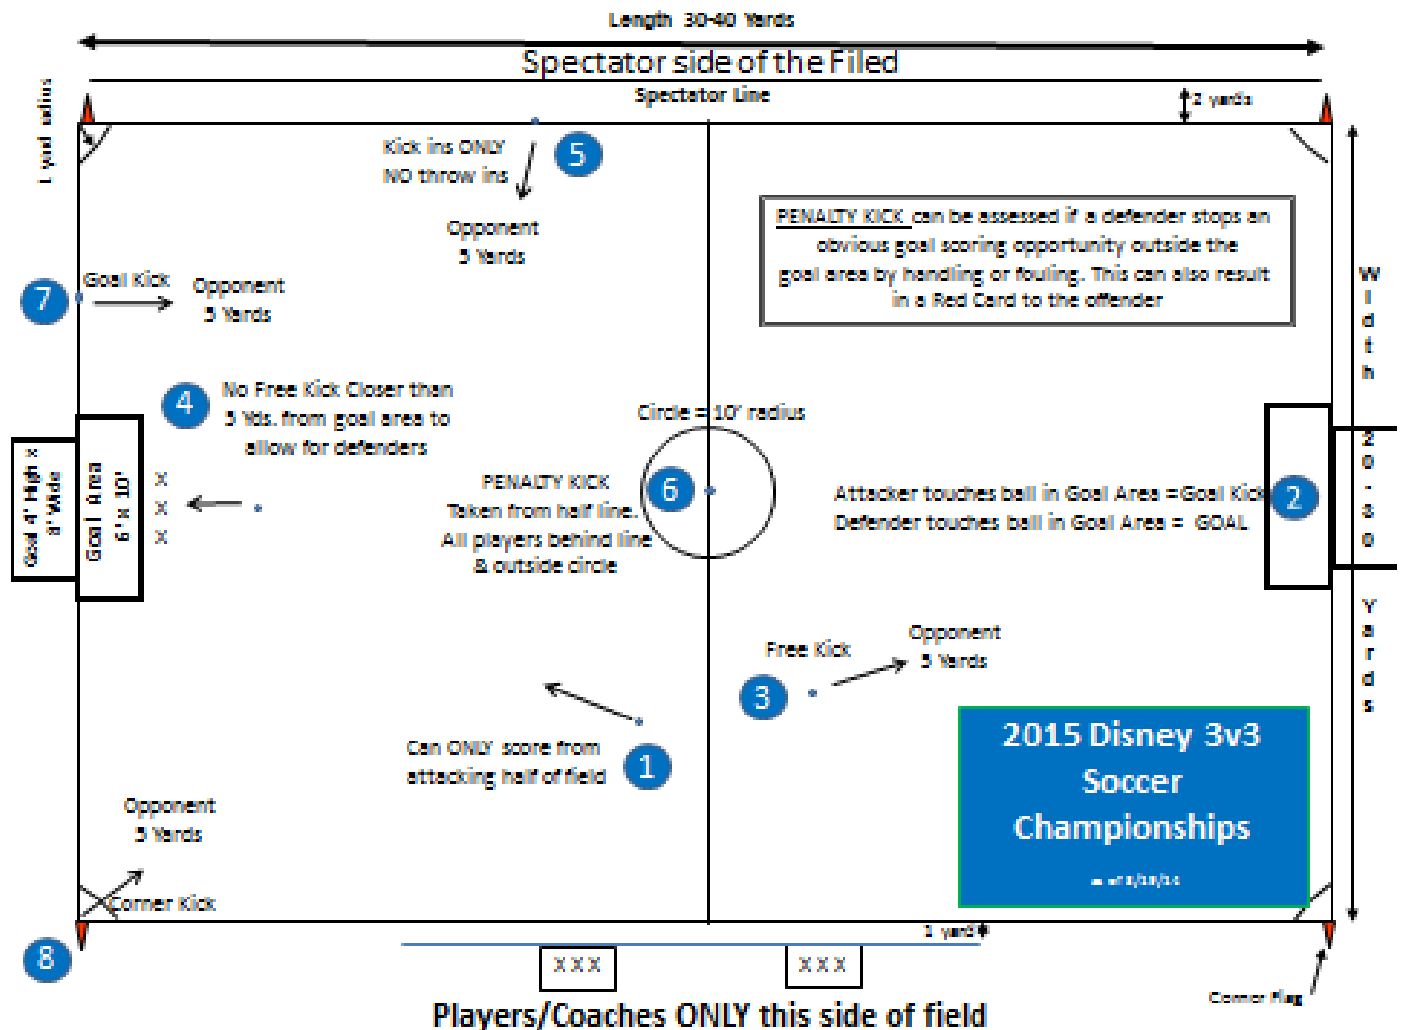 Length 30-40 Yards
Spectator side of the Filed
Spectator Line
2 yards
1 yard radius
Kick ins ONLY
NO throw ins
5
Opponent
5 Yards
PENALTY KICK can be assessed if a defender stops an
obvious goal scoring opportunity outside the
goal area by handling or fouling. This can also result
in a Red Card to the offender
7
Goal Kick
Opponent
5 Yards
Width 20-30 Yards
4
No Free Kick Closer than
5 Yds. from goal area to
allow for defenders
Circle = 10' radius
Goal 4' High x
8' Wide
Goal Area
6' x 10'
X
X
X
PENALTY KICK
Taken from half line.
All players behind line
& outside circle
6
Attacker touches ball in Goal Area =Goal Kick
Defender touches ball in Goal Area = GOAL
2
Free Kick
Opponent
5 Yards
3
Can ONLY score from
attacking half of field
1
2015 Disney 3v3
Soccer
Championships
Opponent
5 Yards
Corner Kick
8
1 yard
X X X
X X X
Corner Flag
Players/Coaches ONLY this side of field